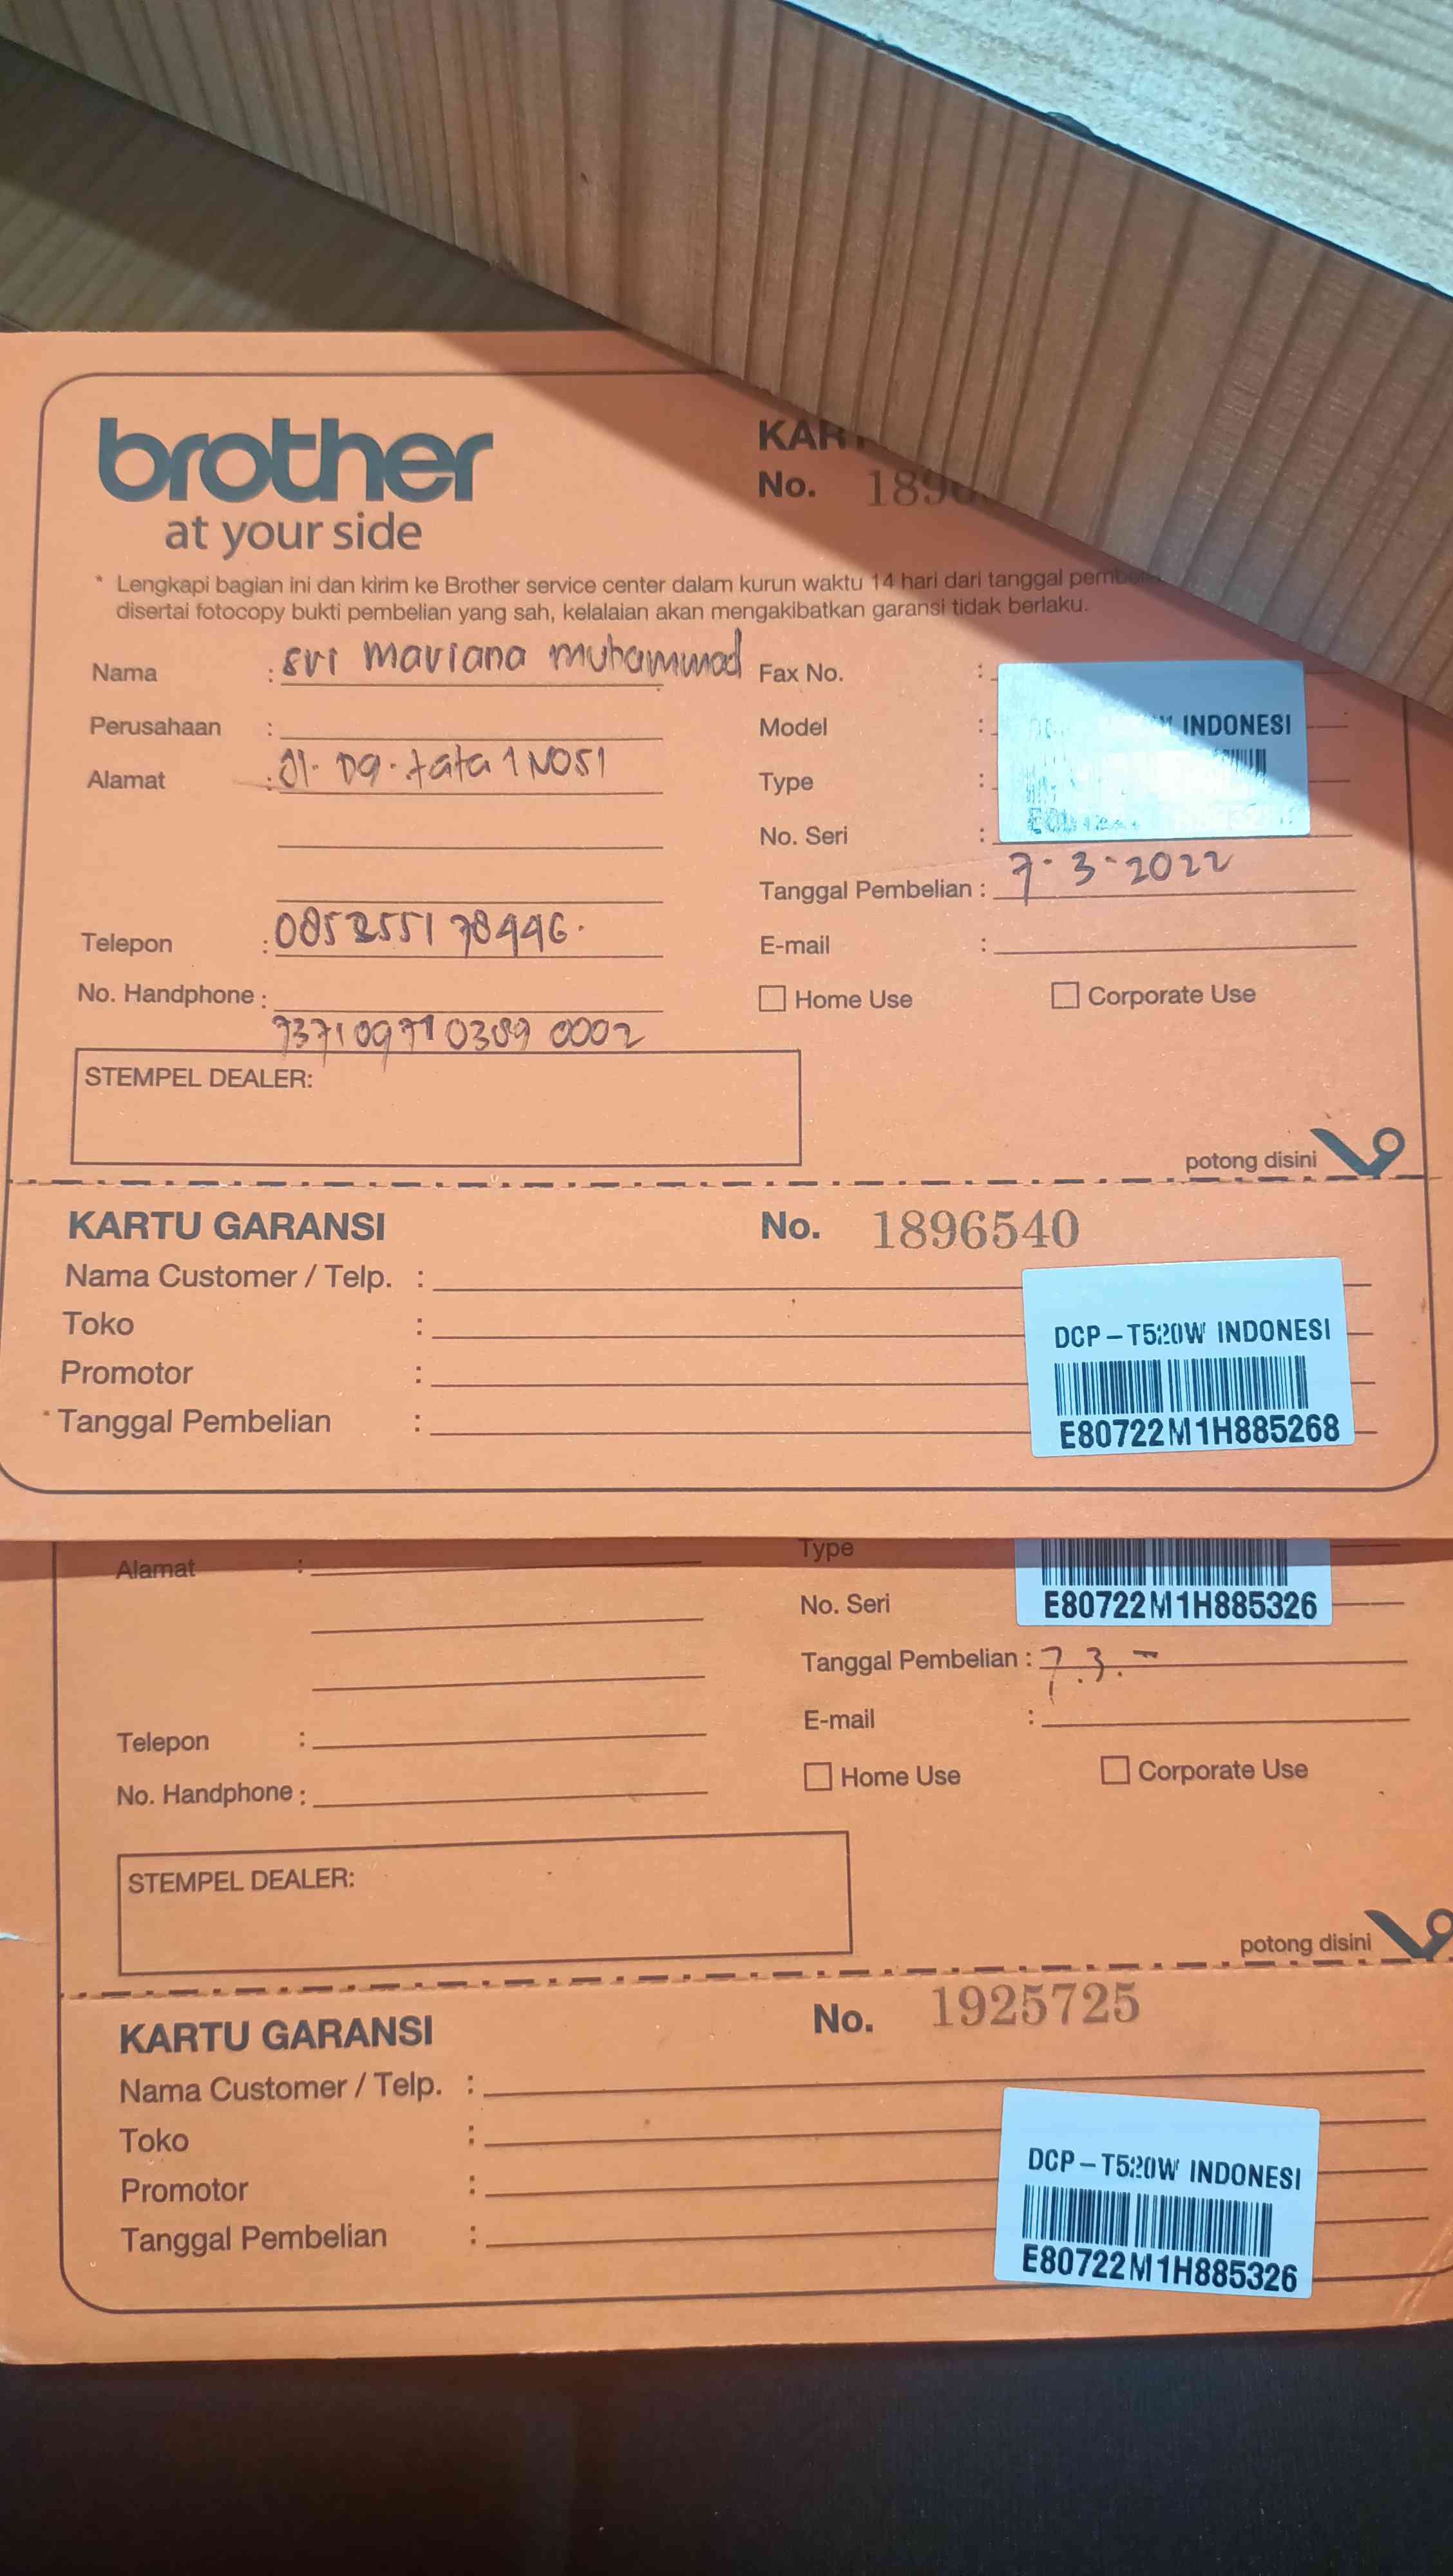 brother
at your side
No.
* Lengkapi bagian ini dan kirim ke Brother service center dalam kurun waktu 14 hari dari tanggal
disertai fotocopy bukti pembelian yang sah, kelalaian akan mengakibatkan garansi tidak berlaku.
Nama : sri mariana muhammad
Fax No. :
Perusahaan :
Model : INDONESI
Alamat : Jl. Dg. tata 1 NO51
Type :
No. Seri :
Tanggal Pembelian : 7-3-2022
Telepon : 085255178996.
E-mail :
No. Handphone :
Home Use
Corporate Use
7371097103890002
STEMPEL DEALER:
potong disini
KARTU GARANSI
No. 1896540
Nama Customer / Telp. :
Toko :
DCP-T520W INDONESI
Promotor :
Tanggal Pembelian :
E80722M1H885268
Alamat :
Type
No. Seri
E80722M1H885326
Tanggal Pembelian : 7.3.-
E-mail :
Telepon :
Home Use
Corporate Use
No. Handphone :
STEMPEL DEALER:
potong disini
KARTU GARANSI
No. 1925725
Nama Customer / Telp. :
Toko :
DCP-T520W INDONESI
Promotor :
Tanggal Pembelian :
E80722M1H885326